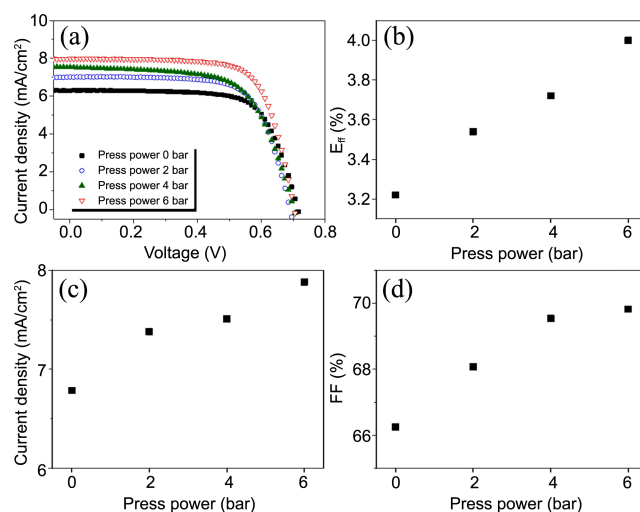 (a)
Current density (mA/cm²)
10
8
6
4
2
0
Press power 0 bar
Press power 2 bar
Press power 4 bar
Press power 6 bar
0.0 0.2 0.4 0.6 0.8
Voltage (V)
(b)
E_ff (%)
4.0
3.8
3.6
3.4
3.2
0 2 4 6
Press power (bar)
(c)
Current density (mA/cm²)
8
7
6
0 2 4 6
Press power (bar)
(d)
FF (%)
70
68
66
0 2 4 6
Press power (bar)